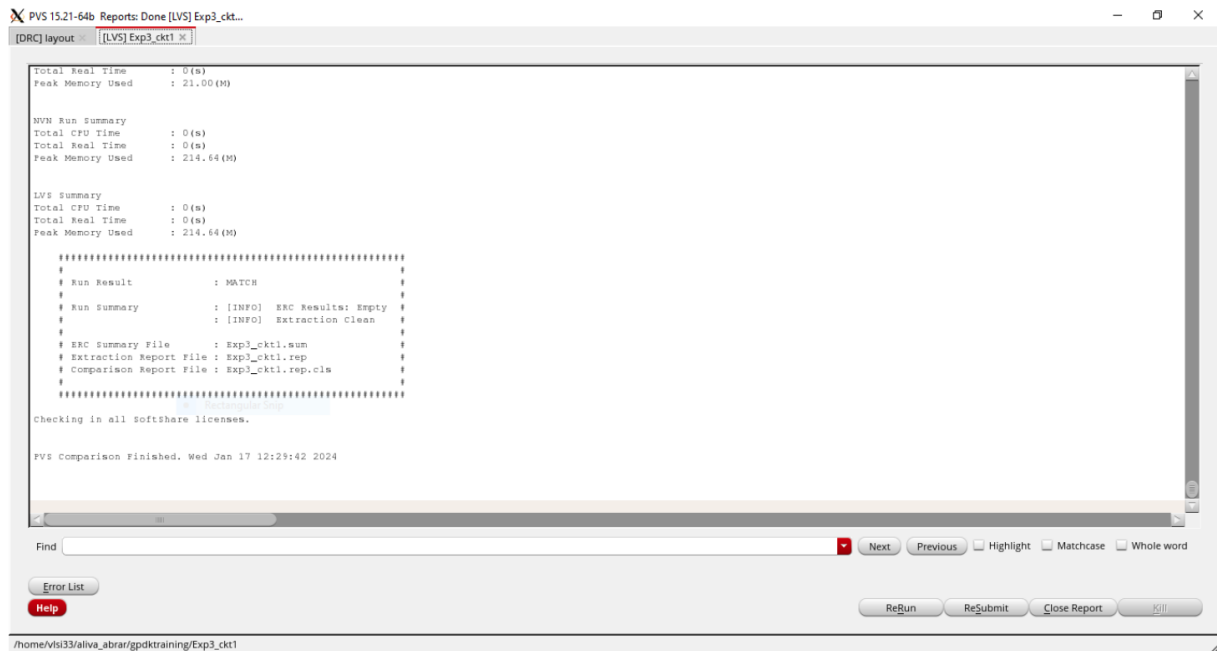 PVS 15.21-64b Reports: Done [LVS] Exp3_ckt...
[DRC] layout [LVS] Exp3_ckt1
Total Real Time : 0(s)
Peak Memory Used : 21.00(M)
NVN Run Summary
Total CPU Time : 0(s)
Total Real Time : 0(s)
Peak Memory Used : 214.64(M)
LVS Summary
Total CPU Time : 0(s)
Total Real Time : 0(s)
Peak Memory Used : 214.64(M)
########################################################
# #
# Run Result : MATCH #
# #
# Run Summary : [INFO] ERC Results: Empty #
# : [INFO] Extraction Clean #
# #
# ERC Summary File : Exp3_ckt1.sum #
# Extraction Report File : Exp3_ckt1.rep #
# Comparison Report File : Exp3_ckt1.rep.cls #
# #
########################################################
Rectangular Snip
Checking in all SoftShare licenses.
PVS Comparison Finished. Wed Jan 17 12:29:42 2024
Find Next Previous Highlight Matchcase Whole word
Error List
Help ReRun ReSubmit Close Report Kill
/home/vlsi33/aliva_abrar/gpdktraining/Exp3_ckt1